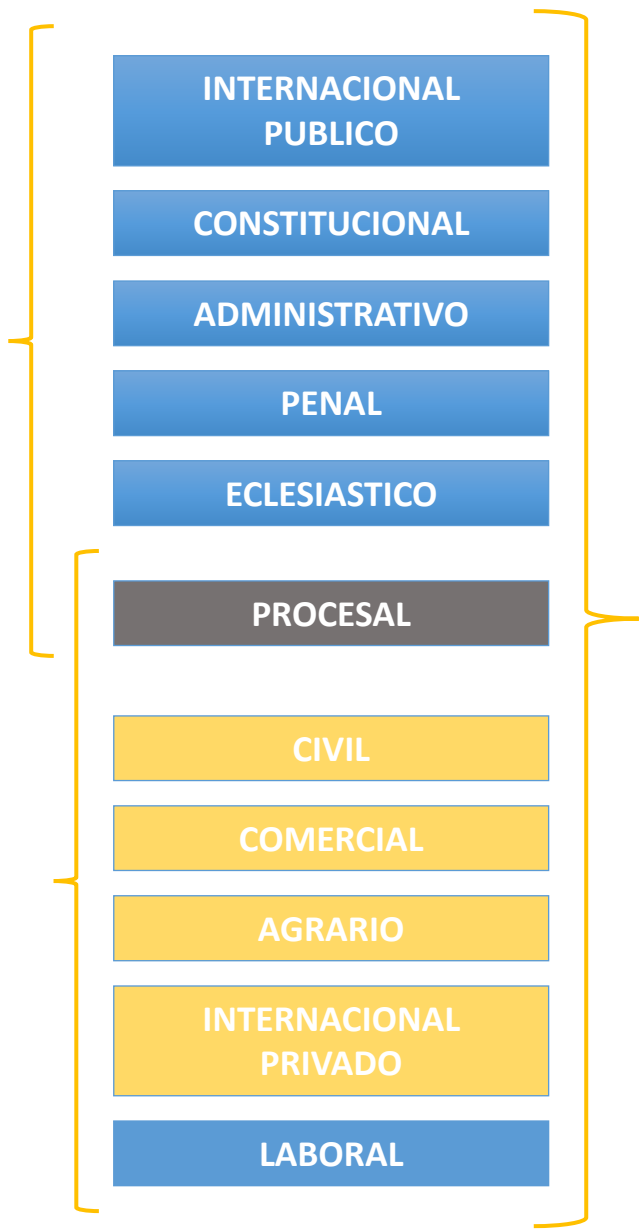 INTERNACIONAL
PUBLICO
CONSTITUCIONAL
ADMINISTRATIVO
PENAL
ECLESIASTICO
PROCESAL
CIVIL
COMERCIAL
AGRARIO
INTERNACIONAL
PRIVADO
LABORAL